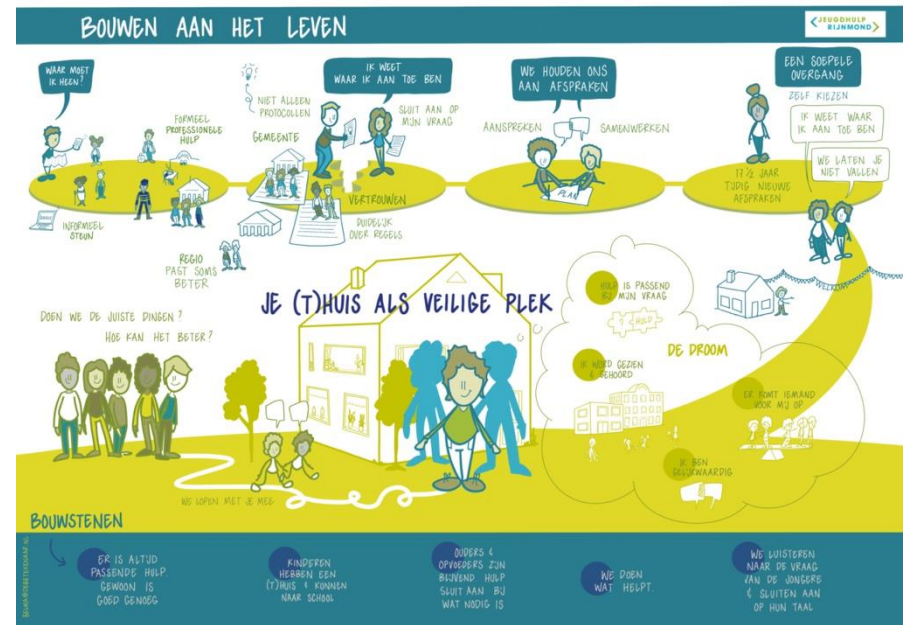 BOUWEN AAN HET LEVEN
JEUGDHULP
RIJNMOND
WAAR MOET
IK HEEN?
FORMEEL
PROFESSIONELE
HULP
INFORMEEL
STEUN
NIET ALLEEN
PROTOCOLLEN
GEMEENTE
IK WEET
WAAR IK AAN TOE BEN
SLUIT AAN OP
MIJN VRAAG
VERTROUWEN
DUIDELIJK
OVER REGELS
REGIO
PAST SOMS
BETER
WE HOUDEN ONS
AAN AFSPRAKEN
AANSPREKEN
SAMENWERKEN
PLAN
EEN SOEPELE
OVERGANG
ZELF KIEZEN
IK WEET WAAR
IK AAN TOE BEN
WE LATEN JE
NIET VALLEN
17 1/2 JAAR
TIJDIG NIEUWE
AFSPRAKEN
WELKOM
JE (T)HUIS ALS VEILIGE PLEK
DOEN WE DE JUISTE DINGEN?
HOE KAN HET BETER?
WE LOPEN MET JE MEE
DE DROOM
HULP IS PASSEND
BIJ MIJN VRAAG
? HULP
IK WORD GEZIEN
& GEHOORD
ER KOMT IEMAND
VOOR MIJ OP
IK BEN
GELIJKWAARDIG
BOUWSTENEN
ER IS ALTIJD
PASSENDE HULP.
GEWOON IS
GOED GENOEG
KINDEREN
HEBBEN EEN
(T)HUIS & KUNNEN
NAAR SCHOOL
OUDERS &
OPVOEDERS ZIJN
BLIJVEND. HULP
SLUIT AAN BIJ
WAT NODIG IS
WE DOEN
WAT HELPT.
WE LUISTEREN
NAAR DE VRAAG
VAN DE JONGERE
& SLUITEN AAN
OP HUN TAAL